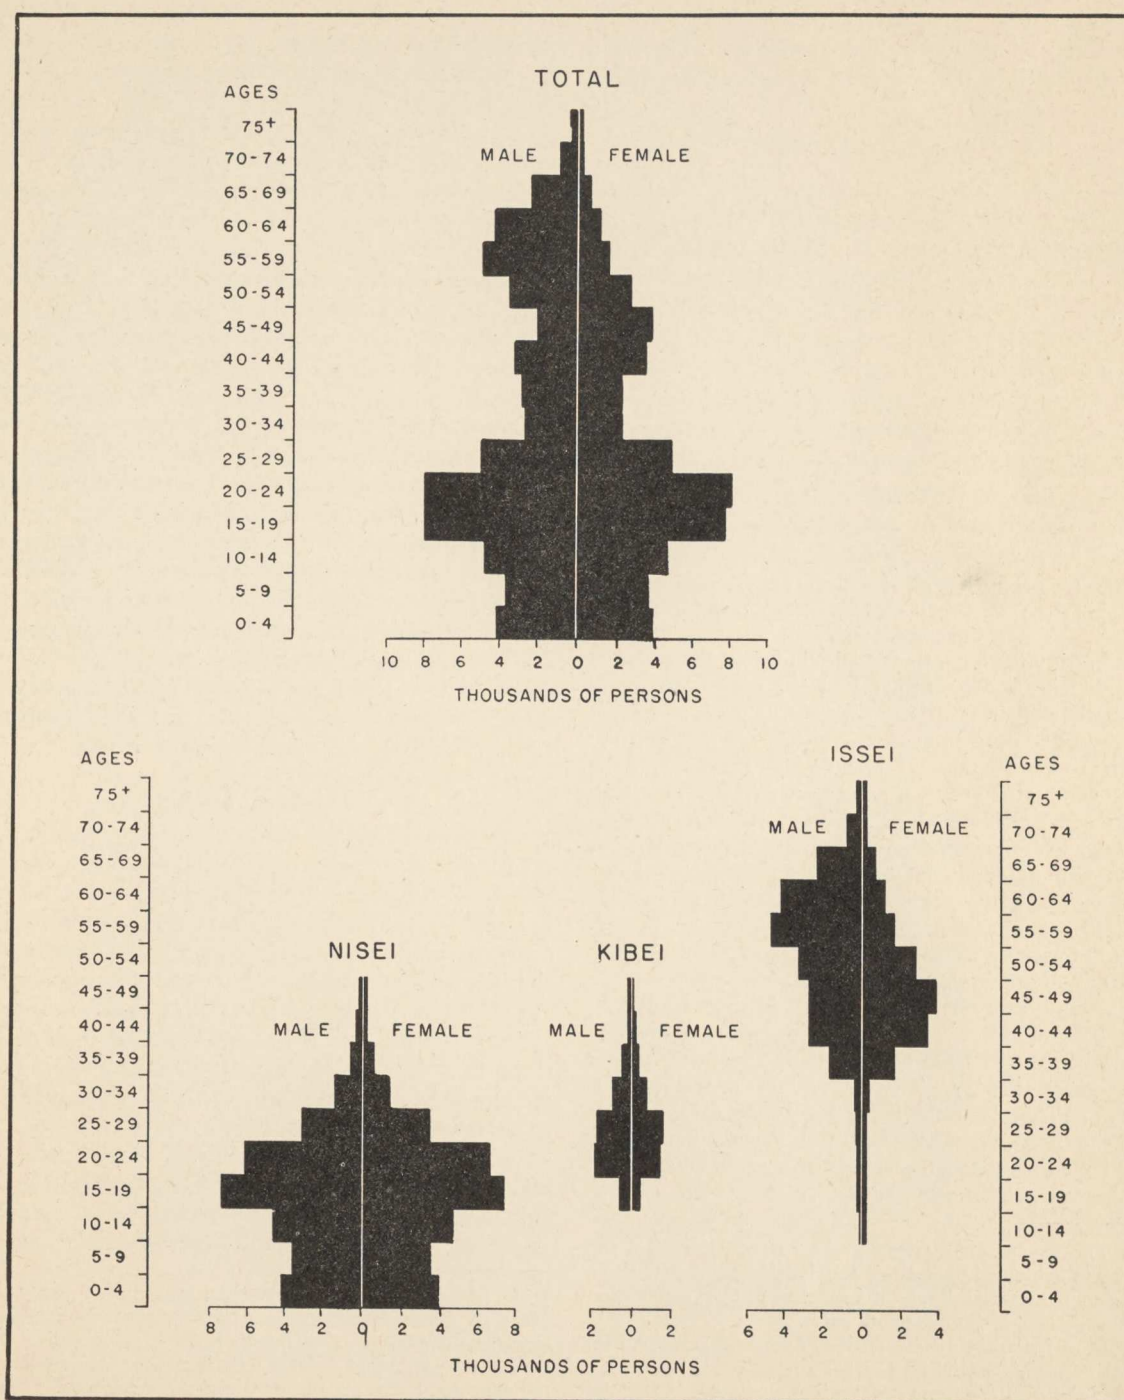 TOTAL
AGES
75+
70-74
65-69
60-64
55-59
50-54
45-49
40-44
35-39
30-34
25-29
20-24
15-19
10-14
5-9
0-4
MALE FEMALE
10 8 6 4 2 0 2 4 6 8 10
THOUSANDS OF PERSONS
AGES
75+
70-74
65-69
60-64
55-59
50-54
45-49
40-44
35-39
30-34
25-29
20-24
15-19
10-14
5-9
0-4
NISEI
MALE FEMALE
8 6 4 2 0 2 4 6 8
KIBEI
MALE FEMALE
2 0 2
ISSEI
MALE FEMALE
6 4 2 0 2 4
AGES
75+
70-74
65-69
60-64
55-59
50-54
45-49
40-44
35-39
30-34
25-29
20-24
15-19
10-14
5-9
0-4
THOUSANDS OF PERSONS